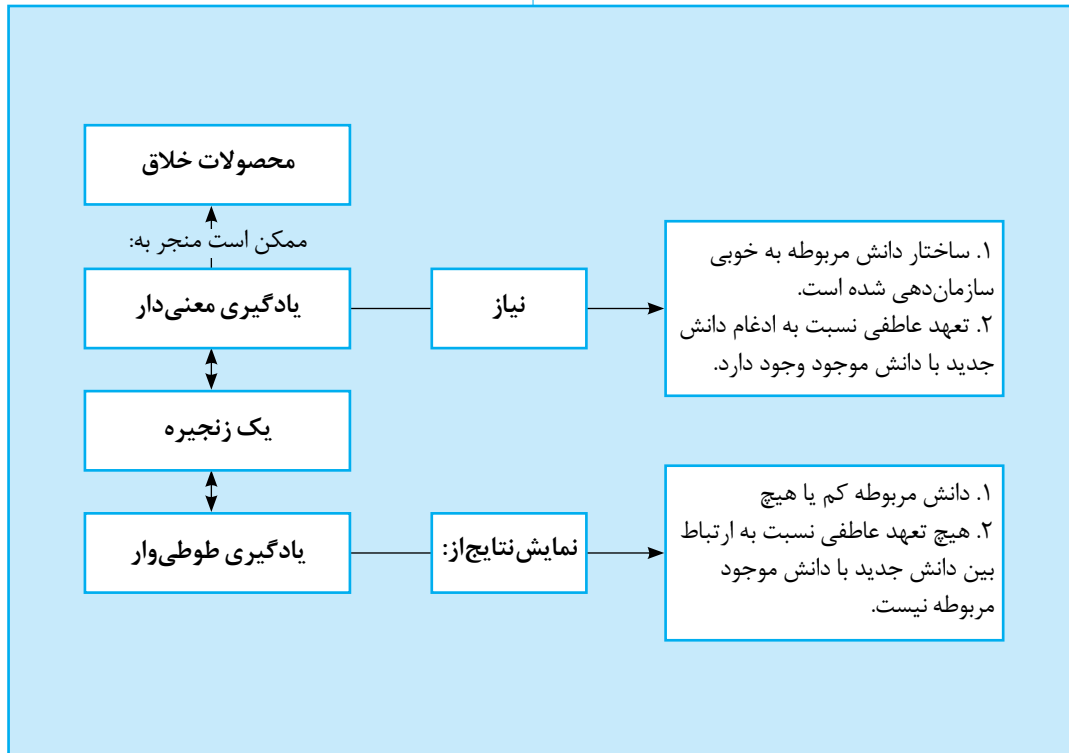 محصولات خلاق
ممکن است منجر به:
یادگیری معنی‌دار
نیاز
۱. ساختار دانش مربوطه به خوبی
سازمان‌دهی شده است.
۲. تعهد عاطفی نسبت به ادغام دانش
جدید با دانش موجود وجود دارد.
یک زنجیره
یادگیری طوطی‌وار
نمایش‌نتایج‌از:
۱. دانش مربوطه کم یا هیچ
۲. هیچ تعهد عاطفی نسبت به ارتباط
بین دانش جدید با دانش موجود
مربوطه نیست.